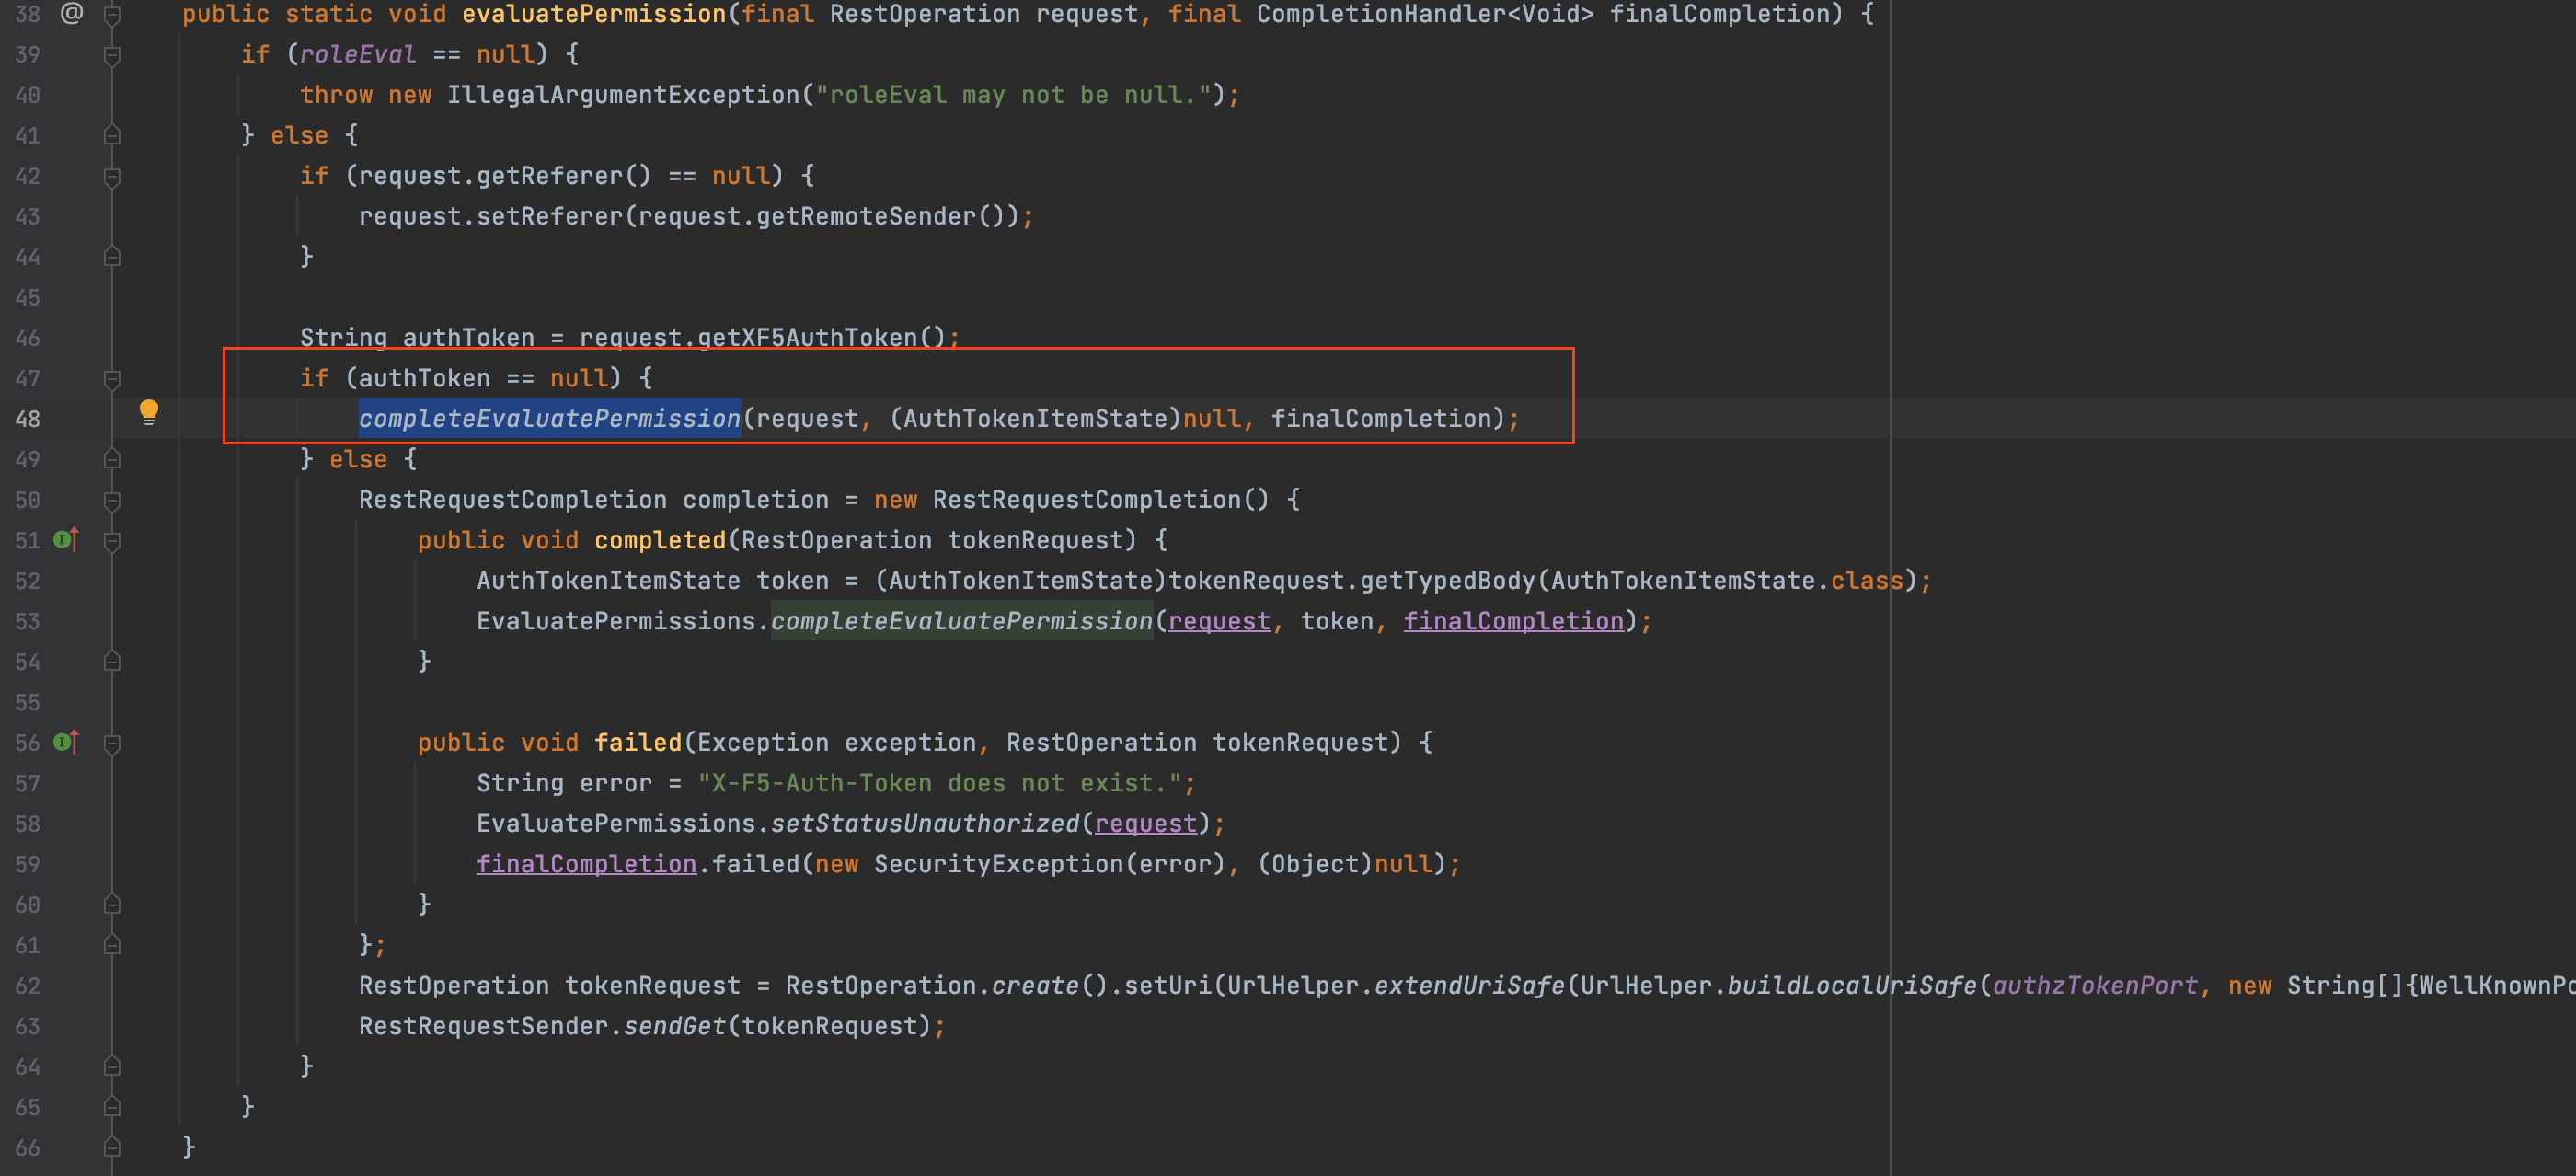 38 @ public static void evaluatePermission(final RestOperation request, final CompletionHandler<Void> finalCompletion) {
39 if (roleEval == null) {
40 throw new IllegalArgumentException("roleEval may not be null.");
41 } else {
42 if (request.getReferer() == null) {
43 request.setReferer(request.getRemoteSender());
44 }
45
46 String authToken = request.getXF5AuthToken();
47 if (authToken == null) {
48 completeEvaluatePermission(request, (AuthTokenItemState)null, finalCompletion);
49 } else {
50 RestRequestCompletion completion = new RestRequestCompletion() {
51 public void completed(RestOperation tokenRequest) {
52 AuthTokenItemState token = (AuthTokenItemState)tokenRequest.getTypedBody(AuthTokenItemState.class);
53 EvaluatePermissions.completeEvaluatePermission(request, token, finalCompletion);
54 }
55
56 public void failed(Exception exception, RestOperation tokenRequest) {
57 String error = "X-F5-Auth-Token does not exist.";
58 EvaluatePermissions.setStatusUnauthorized(request);
59 finalCompletion.failed(new SecurityException(error), (Object)null);
60 }
61 };
62 RestOperation tokenRequest = RestOperation.create().setUri(UrlHelper.extendUriSafe(UrlHelper.buildLocalUriSafe(authzTokenPort, new String[]{WellKnownPo
63 RestRequestSender.sendGet(tokenRequest);
64 }
65 }
66 }